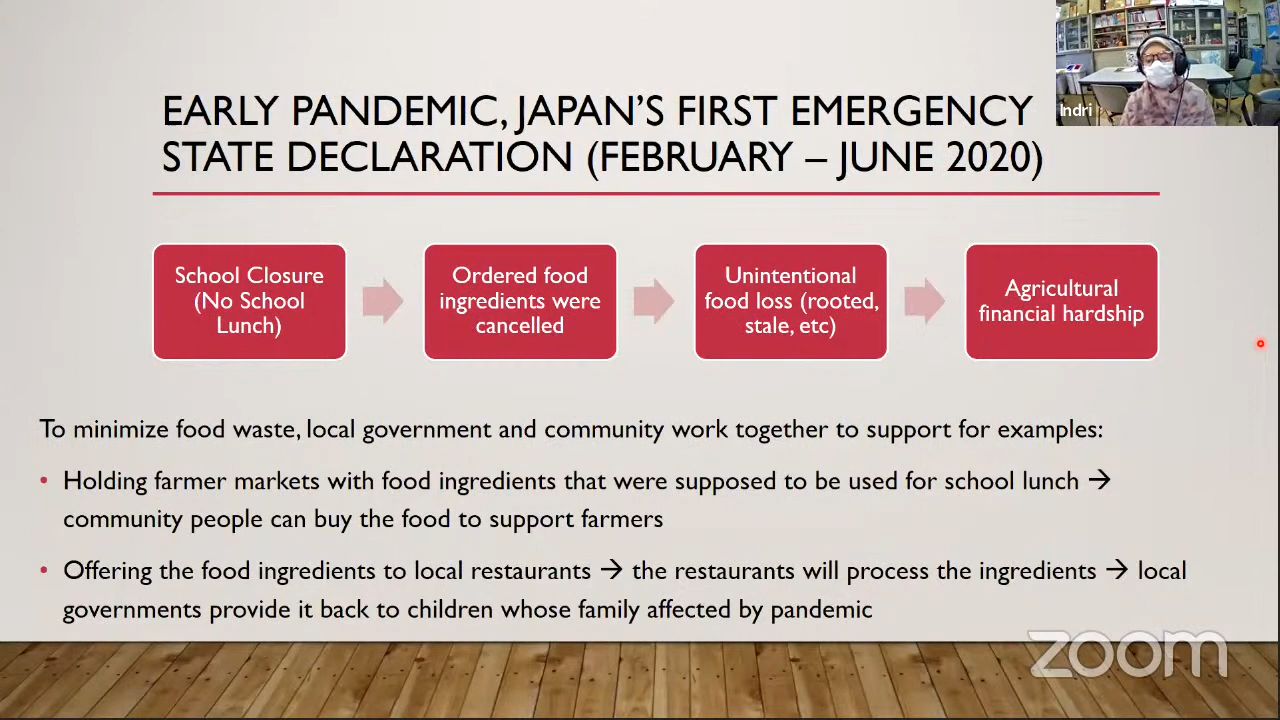 EARLY PANDEMIC, JAPAN'S FIRST EMERGENCY
STATE DECLARATION (FEBRUARY – JUNE 2020)
Indri
School Closure
(No School
Lunch)
Ordered food
ingredients were
cancelled
Unintentional
food loss (rooted,
stale, etc)
Agricultural
financial hardship
To minimize food waste, local government and community work together to support for examples:
• Holding farmer markets with food ingredients that were supposed to be used for school lunch →
community people can buy the food to support farmers
• Offering the food ingredients to local restaurants → the restaurants will process the ingredients → local
governments provide it back to children whose family affected by pandemic
zoom